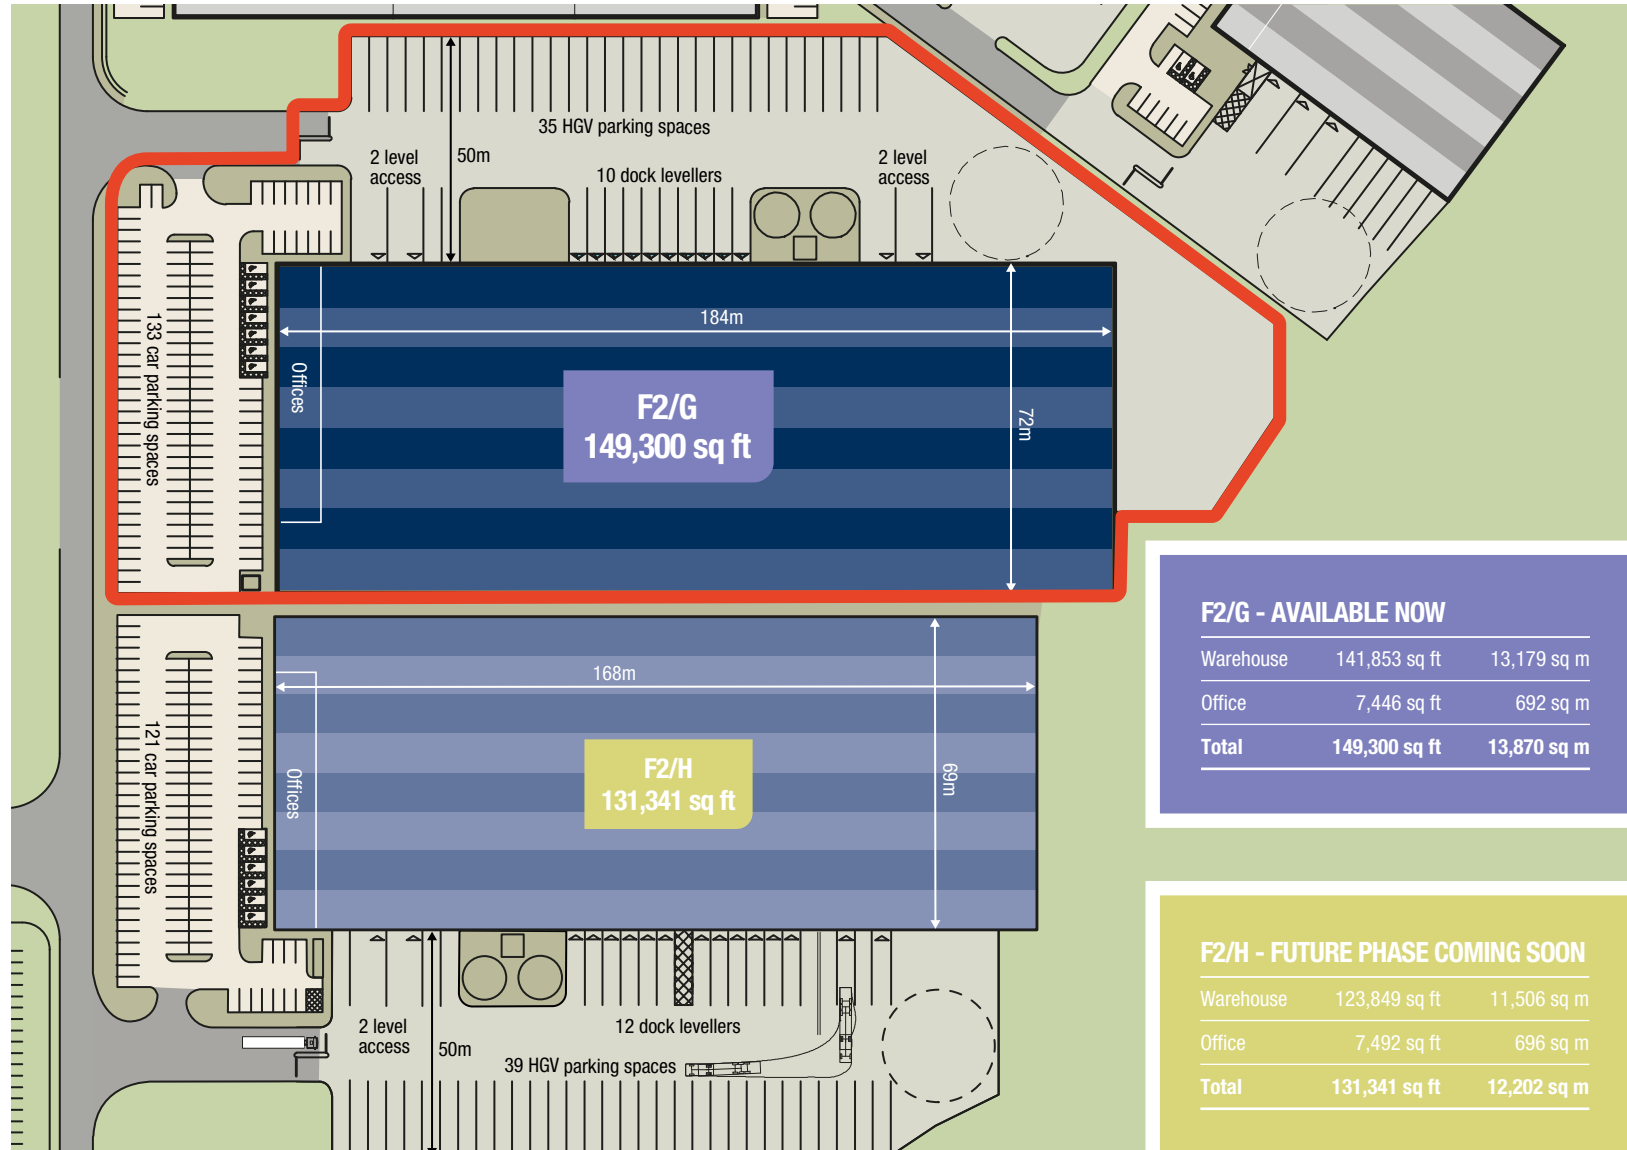 35 HGV parking spaces
2 level
access
50m
10 dock levellers
2 level
access
133 car parking spaces
Offices
184m
F2/G
149,300 sq ft
72m
168m
121 car parking spaces
Offices
F2/H
131,341 sq ft
69m
2 level
access
50m
12 dock levellers
39 HGV parking spaces
F2/G - AVAILABLE NOW
Warehouse 141,853 sq ft 13,179 sq m
Office 7,446 sq ft 692 sq m
Total 149,300 sq ft 13,870 sq m
F2/H - FUTURE PHASE COMING SOON
Warehouse 123,849 sq ft 11,506 sq m
Office 7,492 sq ft 696 sq m
Total 131,341 sq ft 12,202 sq m